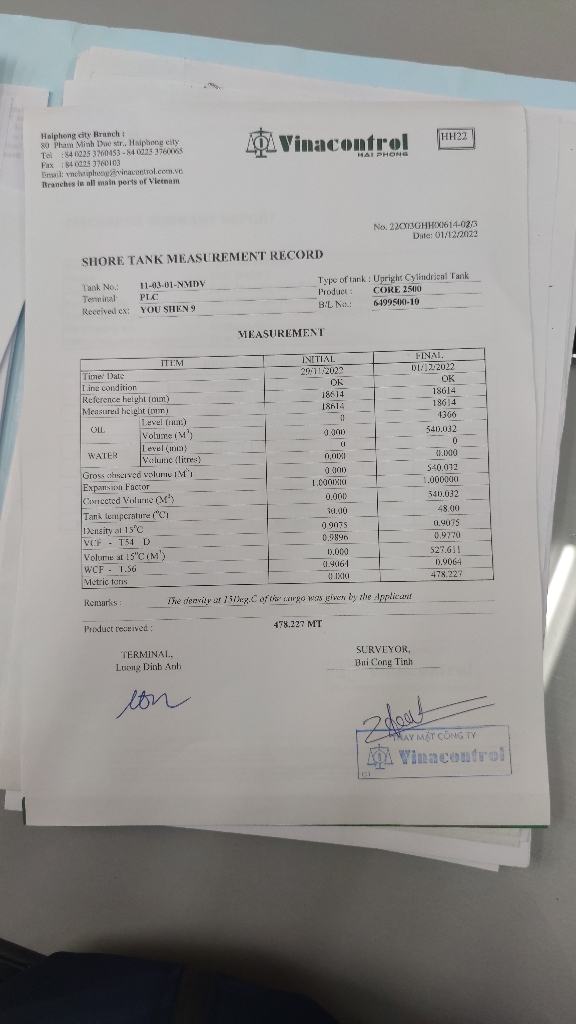 Haiphong city Branch :
80 Pham Minh Duc str., Haiphong city
Tel : 84 0225 3760453 - 84 0225 3760065
Fax : 84 0225 3760103
Email: vnchaiphong@vinacontrol.com.vn
Branches in all main ports of Vietnam
Vinacontrol
HAI PHONG
HH22
No. 22C03GHH00614-02/3
Date: 01/12/2022
SHORE TANK MEASUREMENT RECORD
Tank No.: 11-03-01-NMDV Type of tank : Upright Cylindrical Tank
Terminal: PLC Product : CORE 2500
Received ex: YOU SHEN 9 B/L No.: 6499500-10
MEASUREMENT
ITEM INITIAL FINAL
Time/ Date 29/11/2022 01/12/2022
Line condition OK OK
Reference height (mm) 18614 18614
Measured height (mm) 18614 18614
OIL Level (mm) 0 4366
Volume (M³) 0.000 540.032
WATER Level (mm) 0 0
Volume (litres) 0.000 0.000
Gross observed volume (M³) 0.000 540.032
Expansion Factor 1.000000 1.000000
Corrected Volume (M³) 0.000 540.032
Tank temperature (°C) 30.00 48.00
Density at 15°C 0.9075 0.9075
VCF - T54 D 0.9896 0.9770
Volume at 15°C (M³) 0.000 527.611
WCF - T.56 0.9064 0.9064
Metric tons 0.000 478.227
Remarks : The density at 15Deg.C of the cargo was given by the Applicant
Product received : 478.227 MT
TERMINAL, SURVEYOR,
Luong Dinh Anh Bui Cong Tinh
THAY MẶT CÔNG TY
Vinacontrol